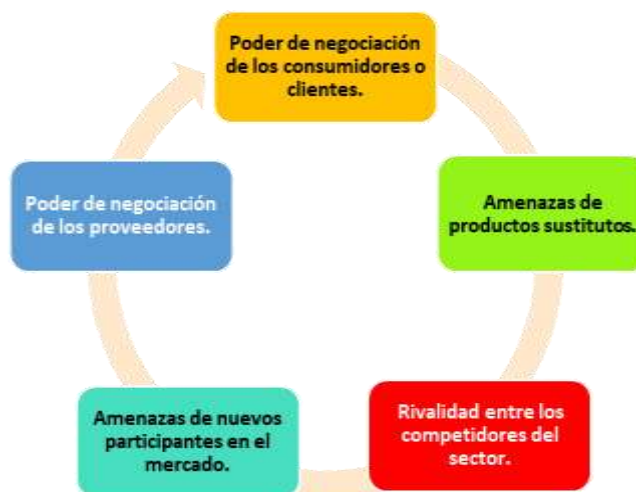 Poder de negociación
de los consumidores o
clientes.
Amenazas de
productos sustitutos.
Rivalidad entre los
competidores del
sector.
Amenazas de nuevos
participantes en el
mercado.
Poder de negociación
de los proveedores.